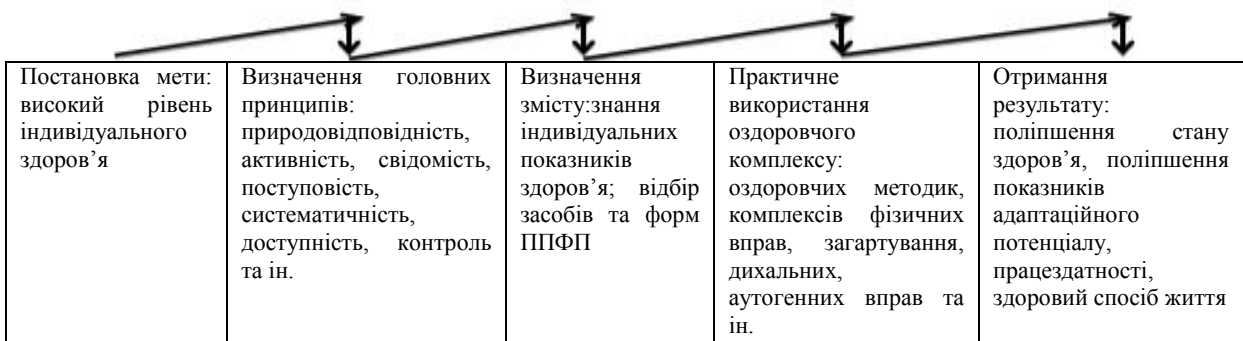 Постановка мети:
високий рівень
індивідуального
здоров’я
Визначення головних
принципів:
природовідповідність,
активність, свідомість,
поступовість,
систематичність,
доступність, контроль
та ін.
Визначення
змісту:знання
індивідуальних
показників
здоров’я; відбір
засобів та форм
ППФП
Практичне
використання
оздоровчого
комплексу:
оздоровчих методик,
комплексів фізичних
вправ, загартування,
дихальних,
аутогенних вправ та
ін.
Отримання
результату:
поліпшення стану
здоров’я, поліпшення
показників
адаптаційного
потенціалу,
працездатності,
здоровий спосіб життя